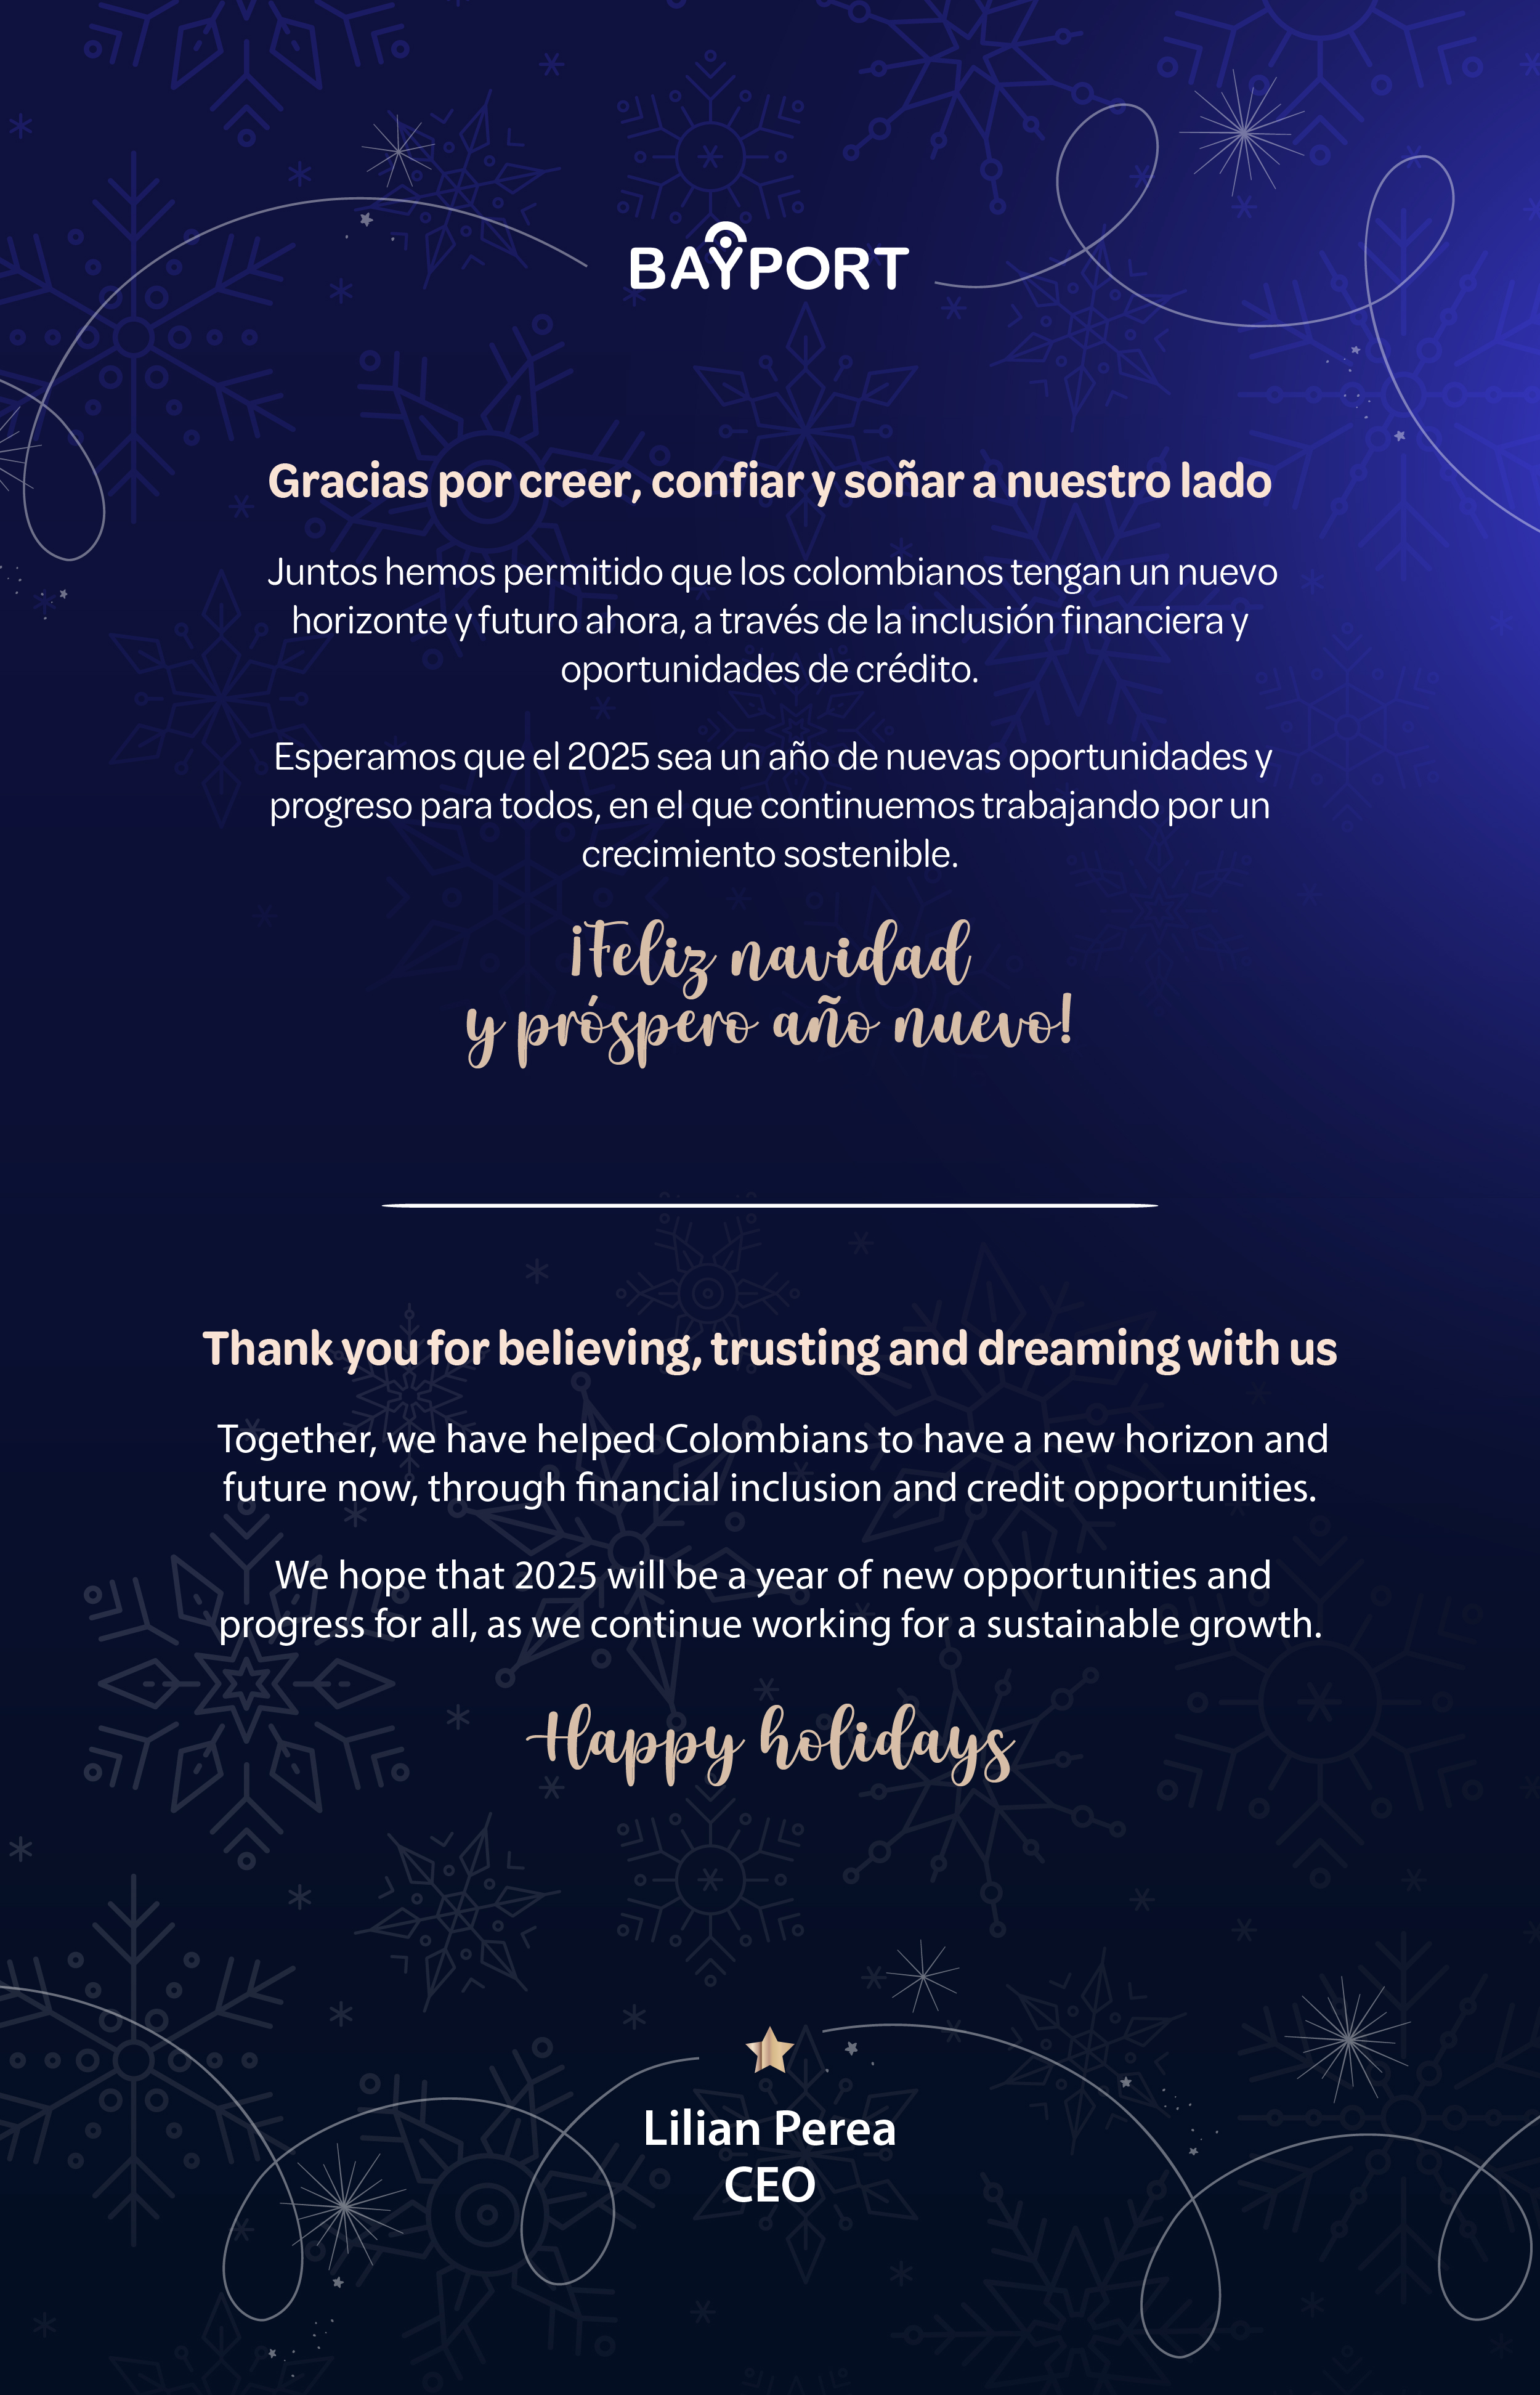 BAYPORT
Gracias por creer, confiar y soñar a nuestro lado
Juntos hemos permitido que los colombianos tengan un nuevo
horizonte y futuro ahora, a través de la inclusión financiera y
oportunidades de crédito.
Esperamos que el 2025 sea un año de nuevas oportunidades y
progreso para todos, en el que continuemos trabajando por un
crecimiento sostenible.
¡Feliz navidad
y próspero año nuevo!
Thank you for believing, trusting and dreaming with us
Together, we have helped Colombians to have a new horizon and
future now, through financial inclusion and credit opportunities.
We hope that 2025 will be a year of new opportunities and
progress for all, as we continue working for a sustainable growth.
Happy holidays
Lilian Perea
CEO